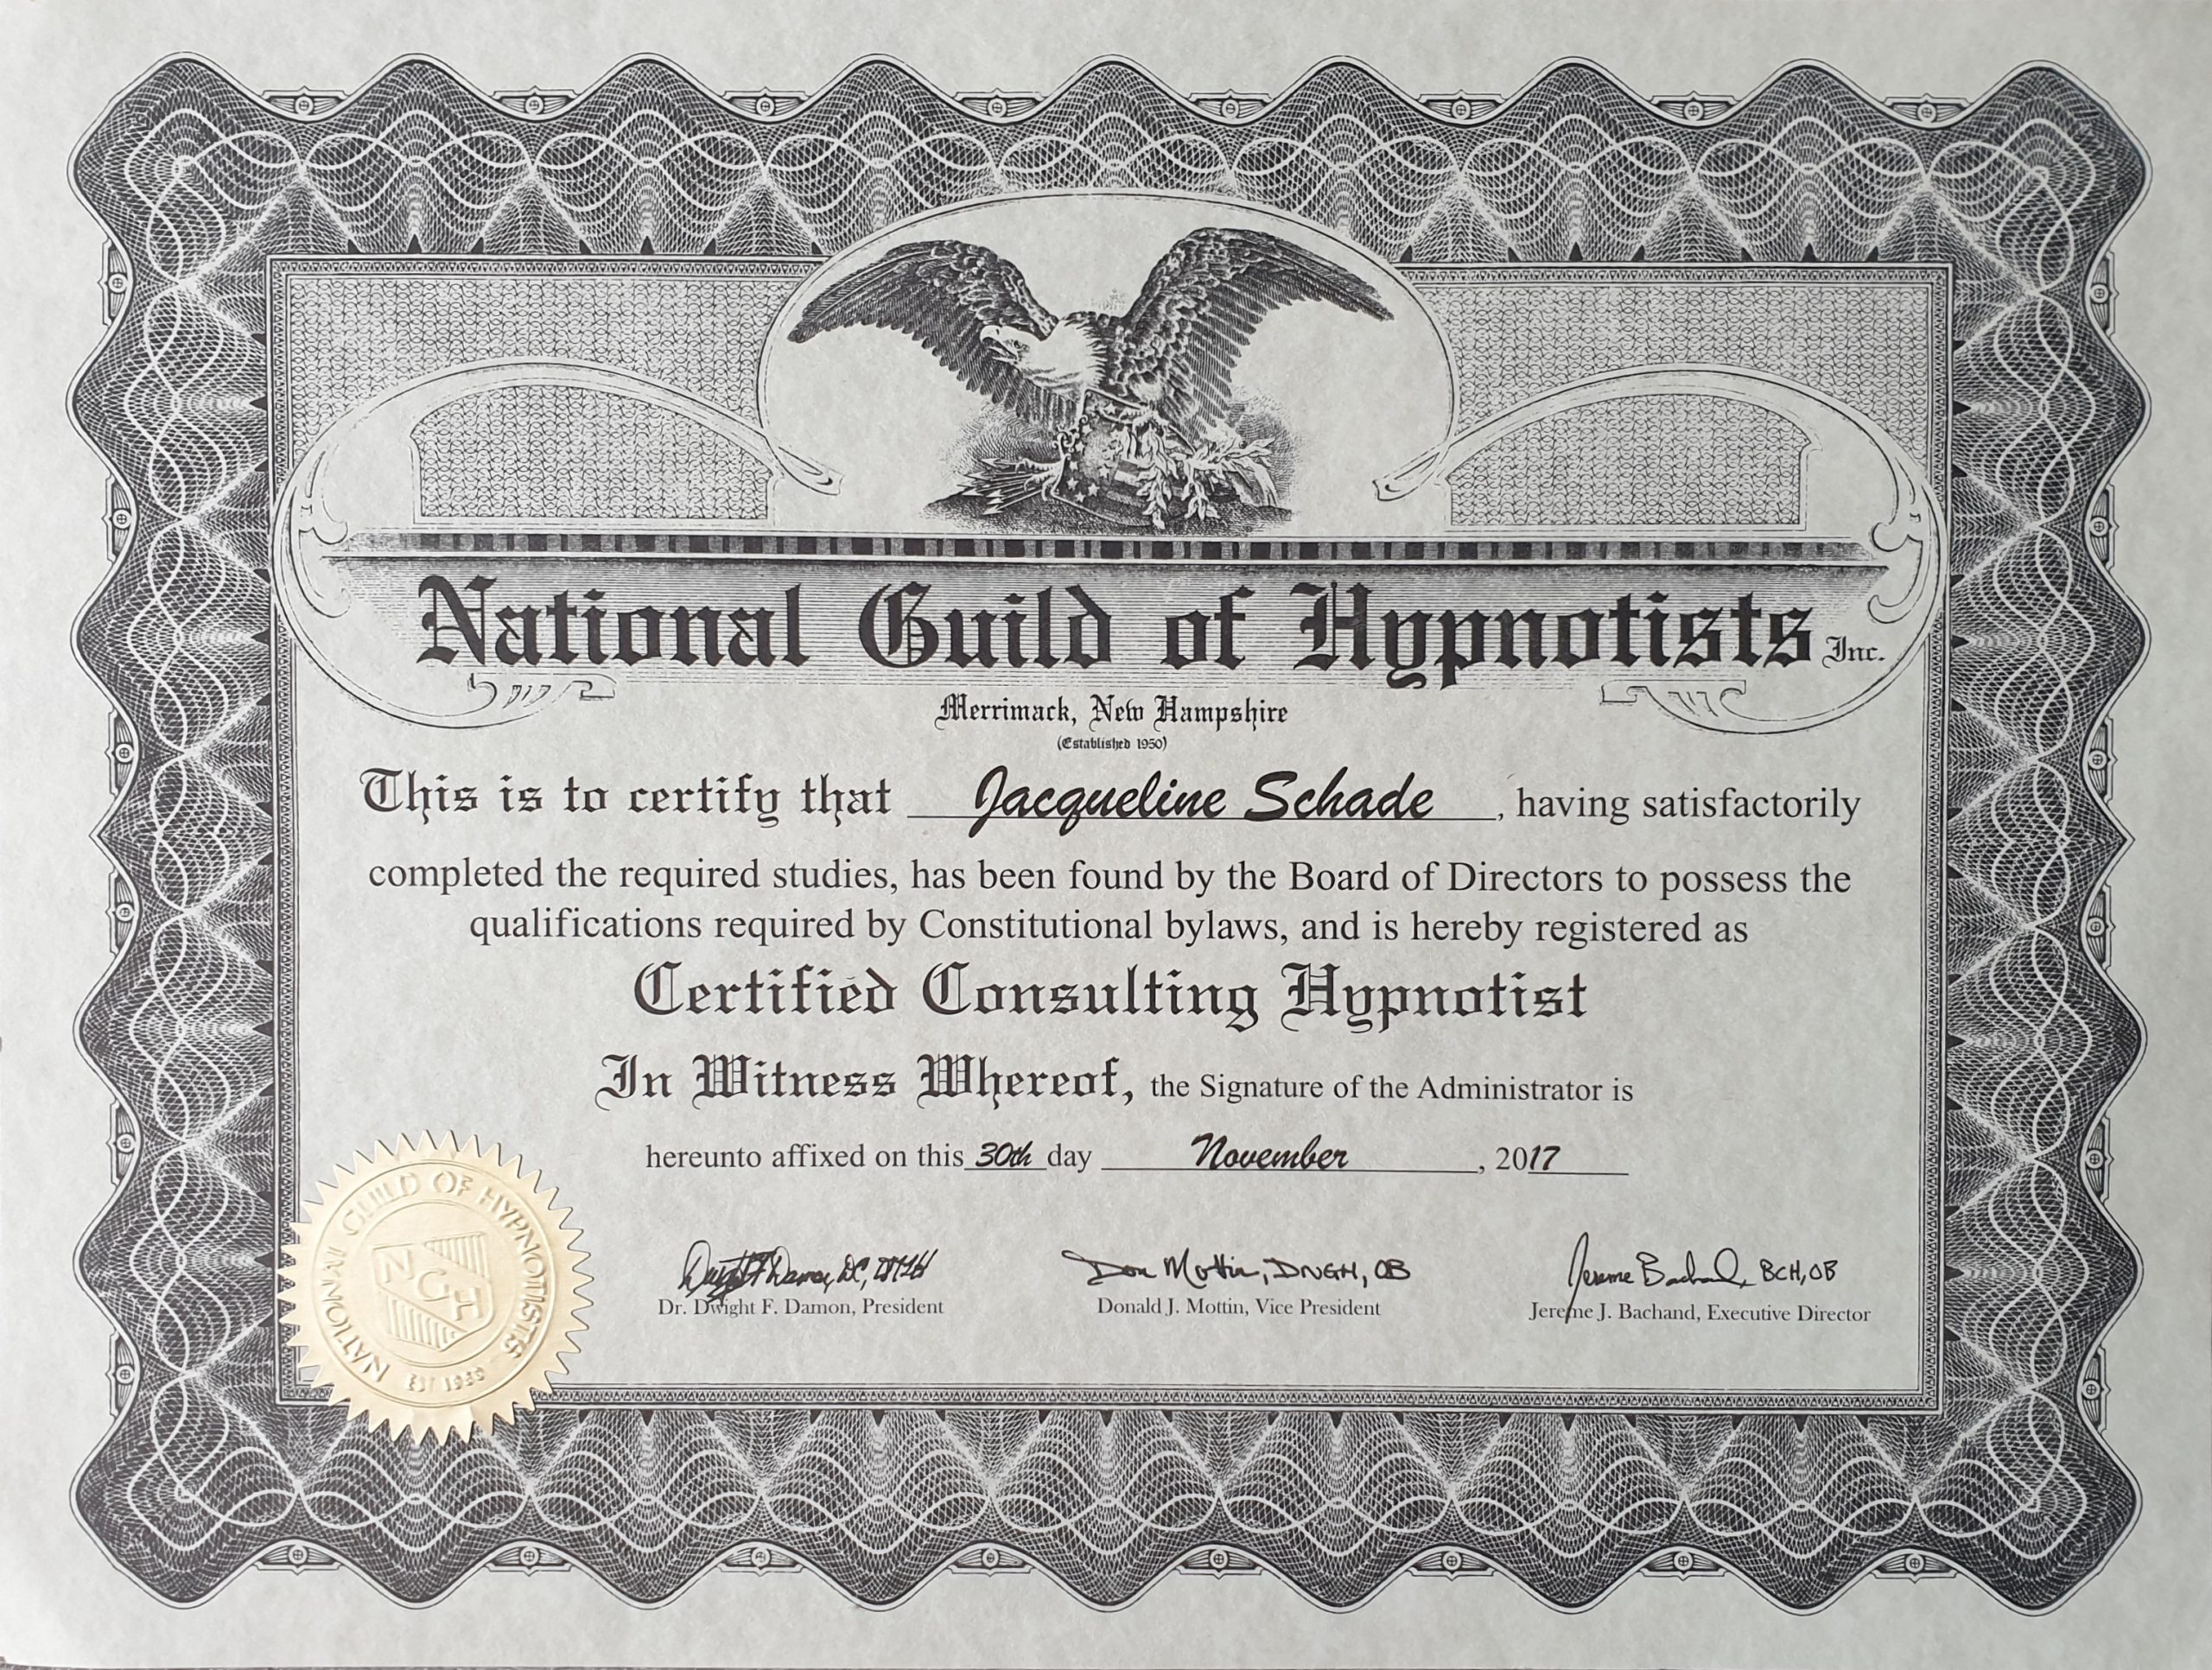 National Guild of Hypnotists Inc.
Merrimack, New Hampshire
(Established 1950)
This is to certify that Jacqueline Schade, having satisfactorily
completed the required studies, has been found by the Board of Directors to possess the
qualifications required by Constitutional bylaws, and is hereby registered as
Certified Consulting Hypnotist
In Witness Whereof, the Signature of the Administrator is
hereunto affixed on this 30th day November, 2017
Don Mottin, DNGH, OB
Jereme Bachand, BCH, OB
Dr. Dwight F. Damon, President
Donald J. Mottin, Vice President
Jereme J. Bachand, Executive Director
NATIONAL GUILD OF HYPNOTISTS
NGH